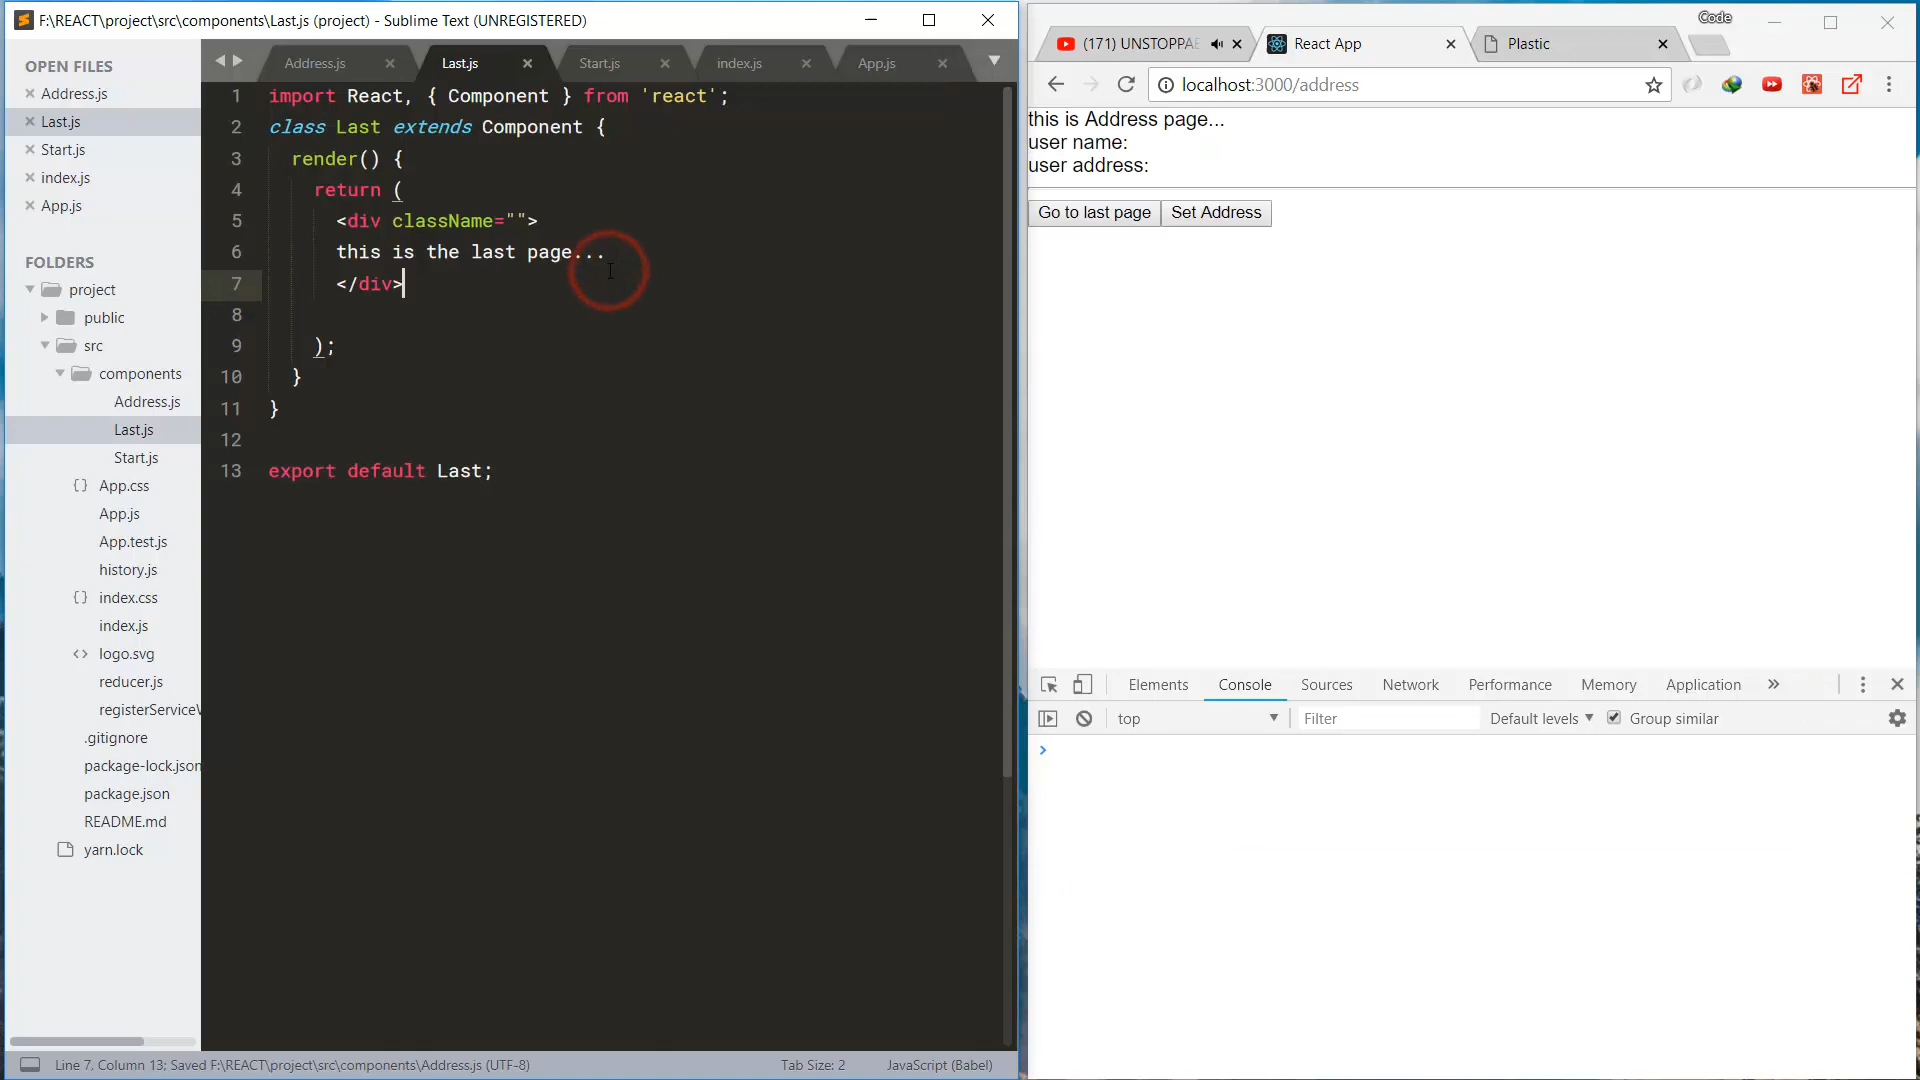 F:\REACT\project\src\components\Last.js (project) - Sublime Text (UNREGISTERED)
OPEN FILES
Address.js
Last.js
Start.js
index.js
App.js
FOLDERS
project
public
src
components
Address.js
Last.js
Start.js
{} App.css
App.js
App.test.js
history.js
{} index.css
index.js
<> logo.svg
reducer.js
registerServiceW
.gitignore
package-lock.json
package.json
README.md
yarn.lock
Address.js Last.js Start.js index.js App.js
1 import React, { Component } from 'react';
2 class Last extends Component {
3 render() {
4 return (
5 <div className="">
6 this is the last page...
7 </div>
8
9 );
10 }
11 }
12
13 export default Last;
Line 7, Column 13; Saved F:\REACT\project\src\components\Address.js (UTF-8) Tab Size: 2 JavaScript (Babel)
Code
(171) UNSTOPPAB React App Plastic
localhost:3000/address
this is Address page...
user name:
user address:
Go to last page Set Address
Elements Console Sources Network Performance Memory Application »
top Filter Default levels Group similar